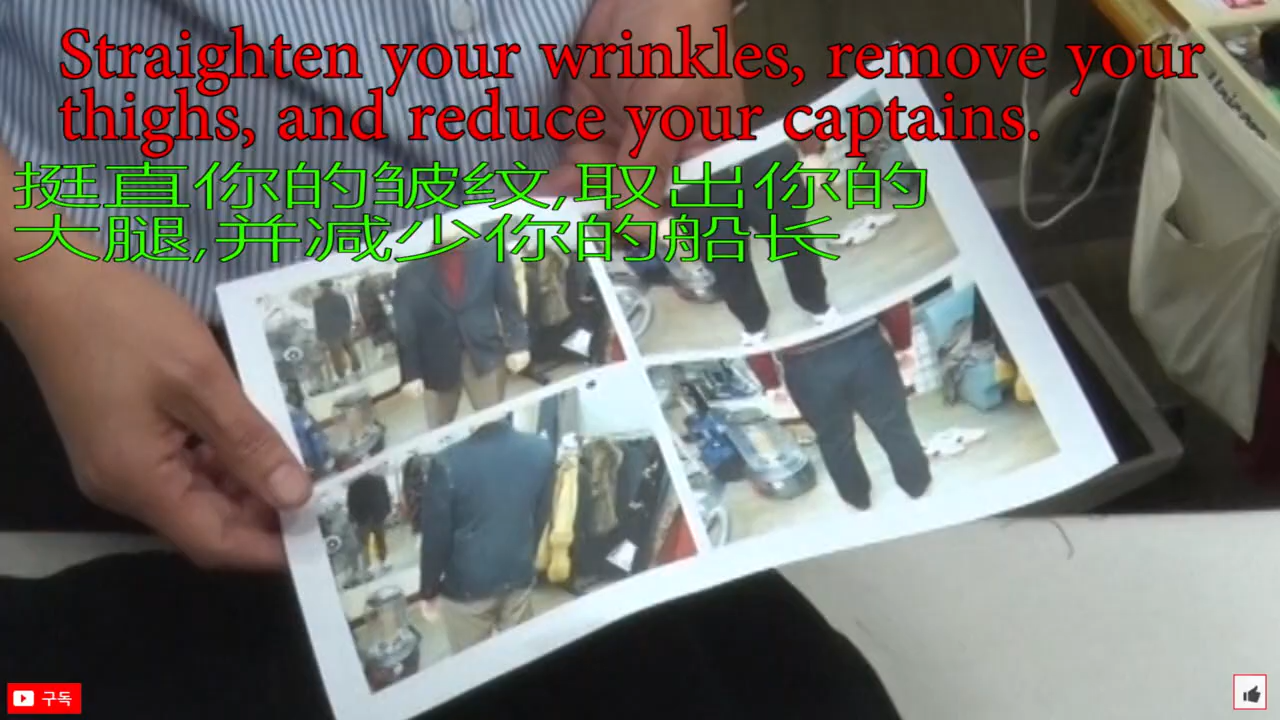 Straighten your wrinkles, remove your
thighs, and reduce your captains.
挺直你的皱纹,取出你的
大腿,并减少你的船长
구독